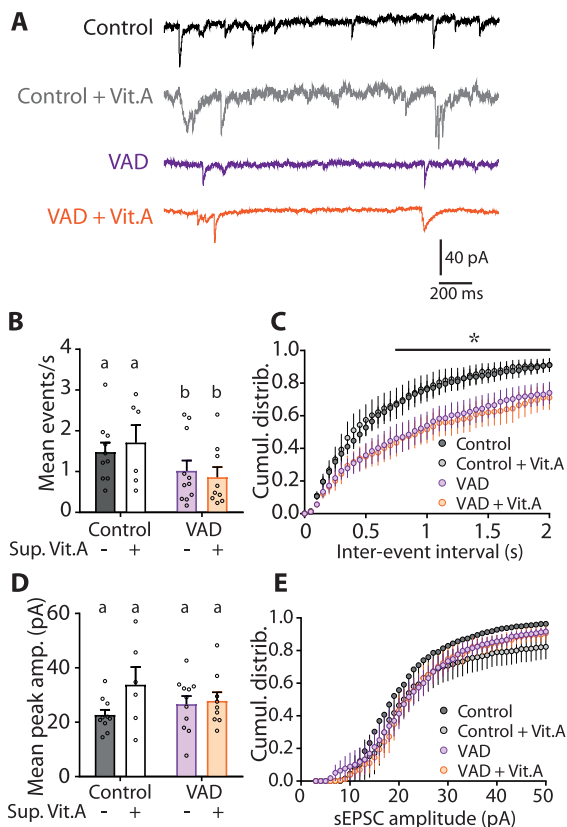 A
Control
Control + Vit.A
VAD
VAD + Vit.A
40 pA
200 ms
B
Mean events/s
4
3
2
1
0
a a
b b
Control VAD
Sup. Vit.A - + - +
C
Cumul. distrib.
*
1.0
0.8
0.6
0.4
0.2
0.0
Control
Control + Vit.A
VAD
VAD + Vit.A
0 0.5 1 1.5 2
Inter-event interval (s)
D
Mean peak amp. (pA)
60
40
20
0
a a a a
Control VAD
Sup. Vit.A - + - +
E
Cumul. distrib.
1.0
0.8
0.6
0.4
0.2
0.0
Control
Control + Vit.A
VAD
VAD + Vit.A
0 10 20 30 40 50
sEPSC amplitude (pA)